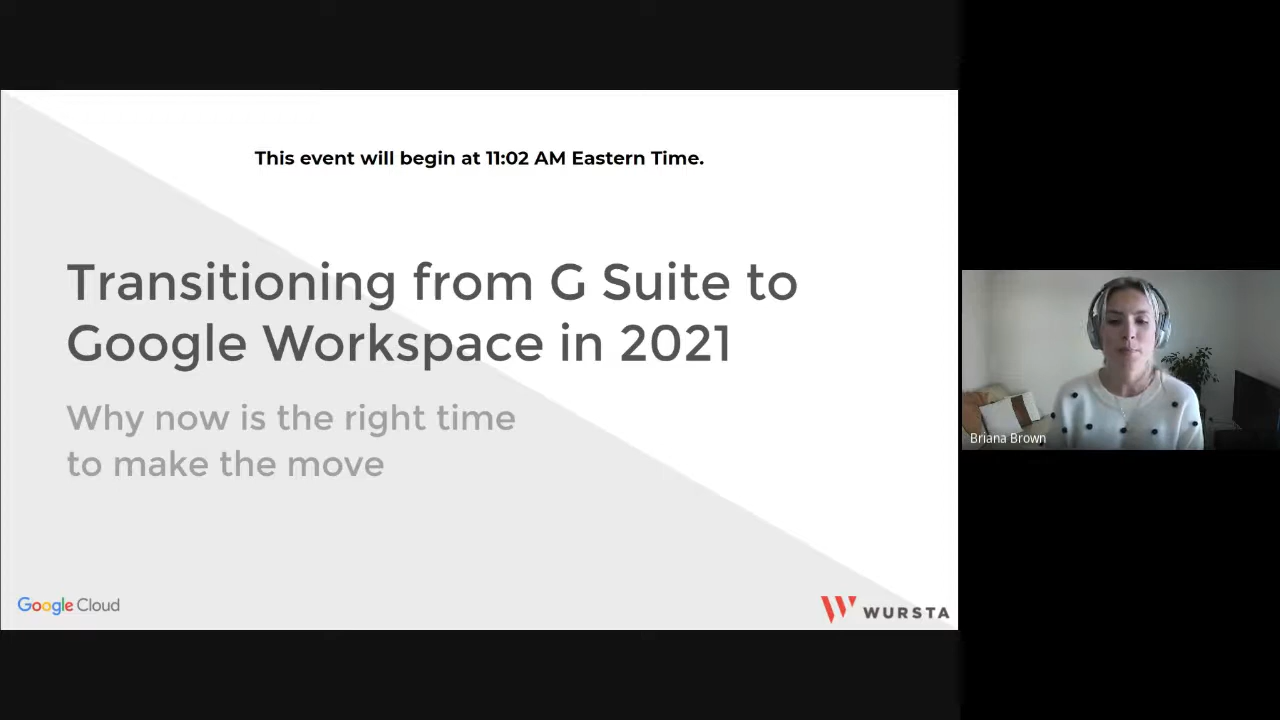 This event will begin at 11:02 AM Eastern Time.
Transitioning from G Suite to
Google Workspace in 2021
Why now is the right time
to make the move
Briana Brown
Google Cloud
WURSTA